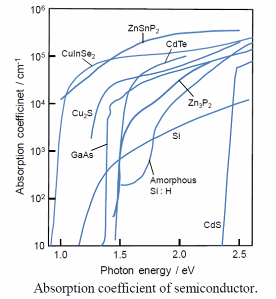 ZnSnP2
10⁶
CuInSe2
CdTe
10⁵
Zn3P2
Cu2S
10⁴
Si
10³
GaAs
Amorphous
Si : H
10²
CdS
10
1.0
1.5
2.0
2.5
Absorption coefficinet / cm⁻¹
Photon energy / eV
Absorption coefficient of semiconductor.